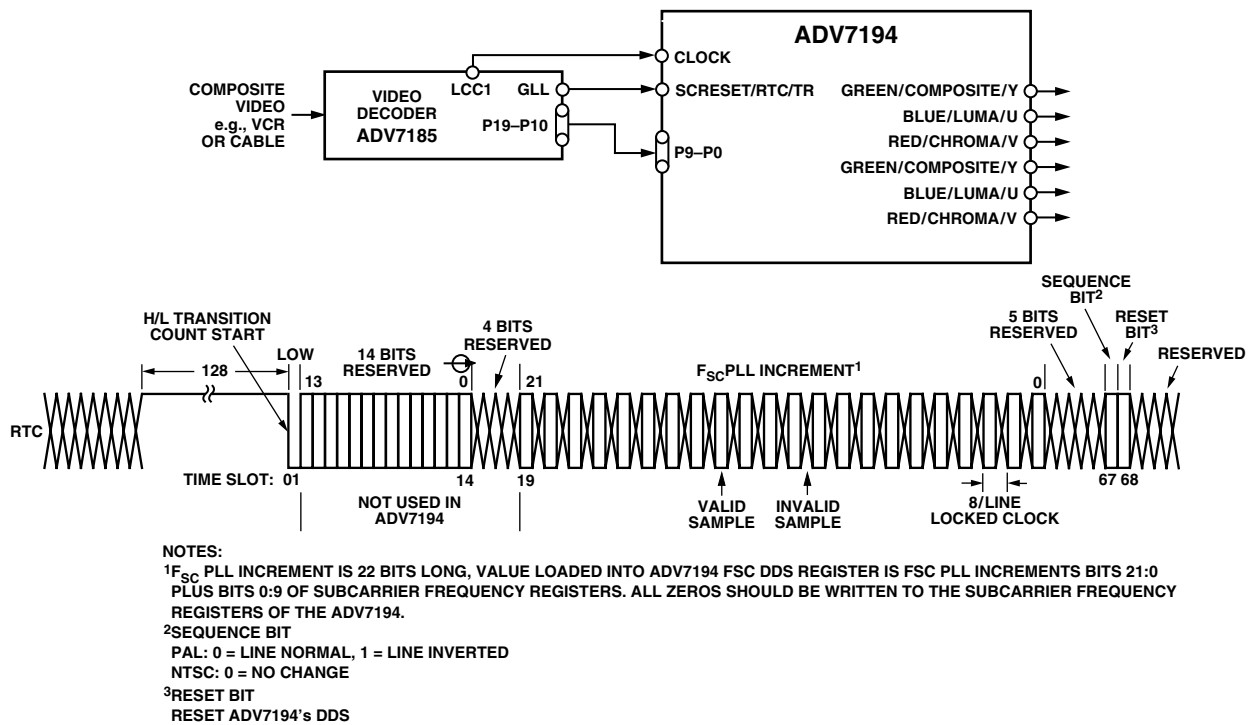 ADV7194
CLOCK
COMPOSITE
VIDEO
e.g., VCR
OR CABLE
VIDEO
DECODER
ADV7185
LCC1
GLL
P19–P10
SCRESET/RTC/TR
P9–P0
GREEN/COMPOSITE/Y
BLUE/LUMA/U
RED/CHROMA/V
GREEN/COMPOSITE/Y
BLUE/LUMA/U
RED/CHROMA/V
H/L TRANSITION
COUNT START
128
LOW
13
14 BITS
RESERVED
0
4 BITS
RESERVED
21
FSCPLL INCREMENT1
0
5 BITS
RESERVED
SEQUENCE
BIT2
RESET
BIT3
RESERVED
RTC
TIME SLOT: 01
14
19
67 68
NOT USED IN
ADV7194
VALID
SAMPLE
INVALID
SAMPLE
8/LINE
LOCKED CLOCK
NOTES:
1FSC PLL INCREMENT IS 22 BITS LONG, VALUE LOADED INTO ADV7194 FSC DDS REGISTER IS FSC PLL INCREMENTS BITS 21:0
PLUS BITS 0:9 OF SUBCARRIER FREQUENCY REGISTERS. ALL ZEROS SHOULD BE WRITTEN TO THE SUBCARRIER FREQUENCY
REGISTERS OF THE ADV7194.
2SEQUENCE BIT
PAL: 0 = LINE NORMAL, 1 = LINE INVERTED
NTSC: 0 = NO CHANGE
3RESET BIT
RESET ADV7194's DDS